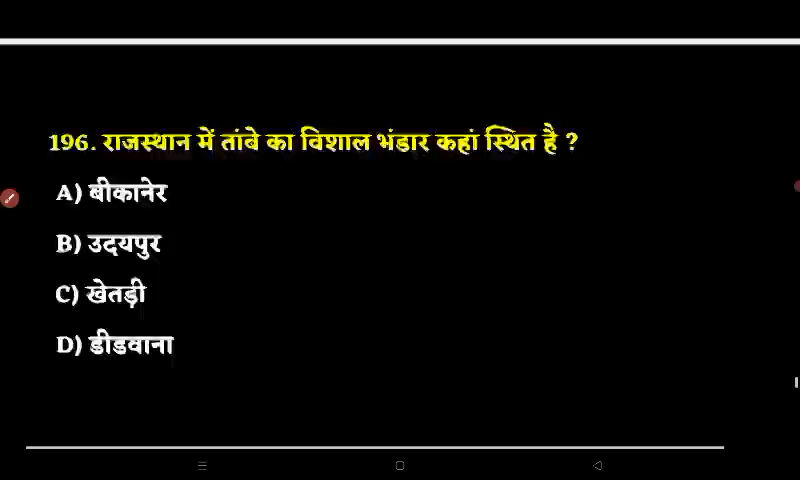 196. राजस्थान में तांबे का विशाल भंडार कहां स्थित है ?
A) बीकानेर
B) उदयपुर
C) खेतड़ी
D) डीडवाना